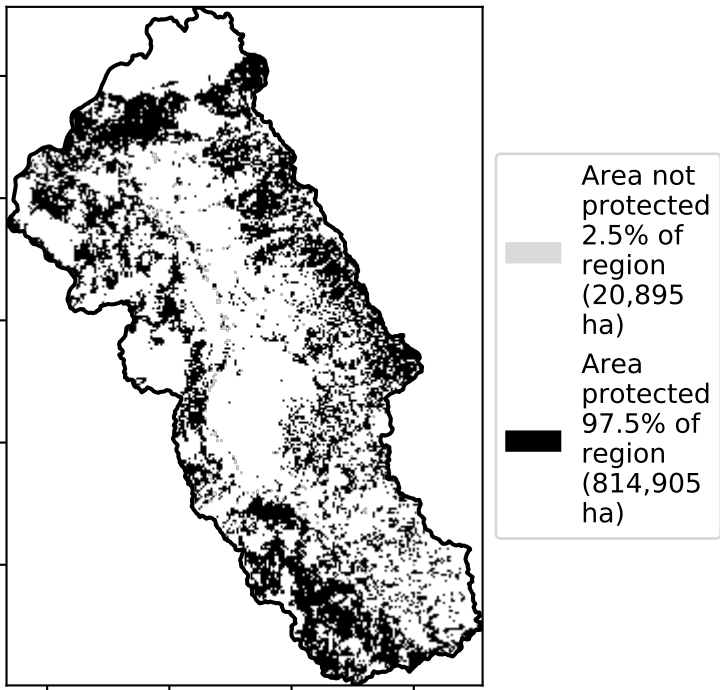 Area not
protected
2.5% of
region
(20,895
ha)
Area
protected
97.5% of
region
(814,905
ha)